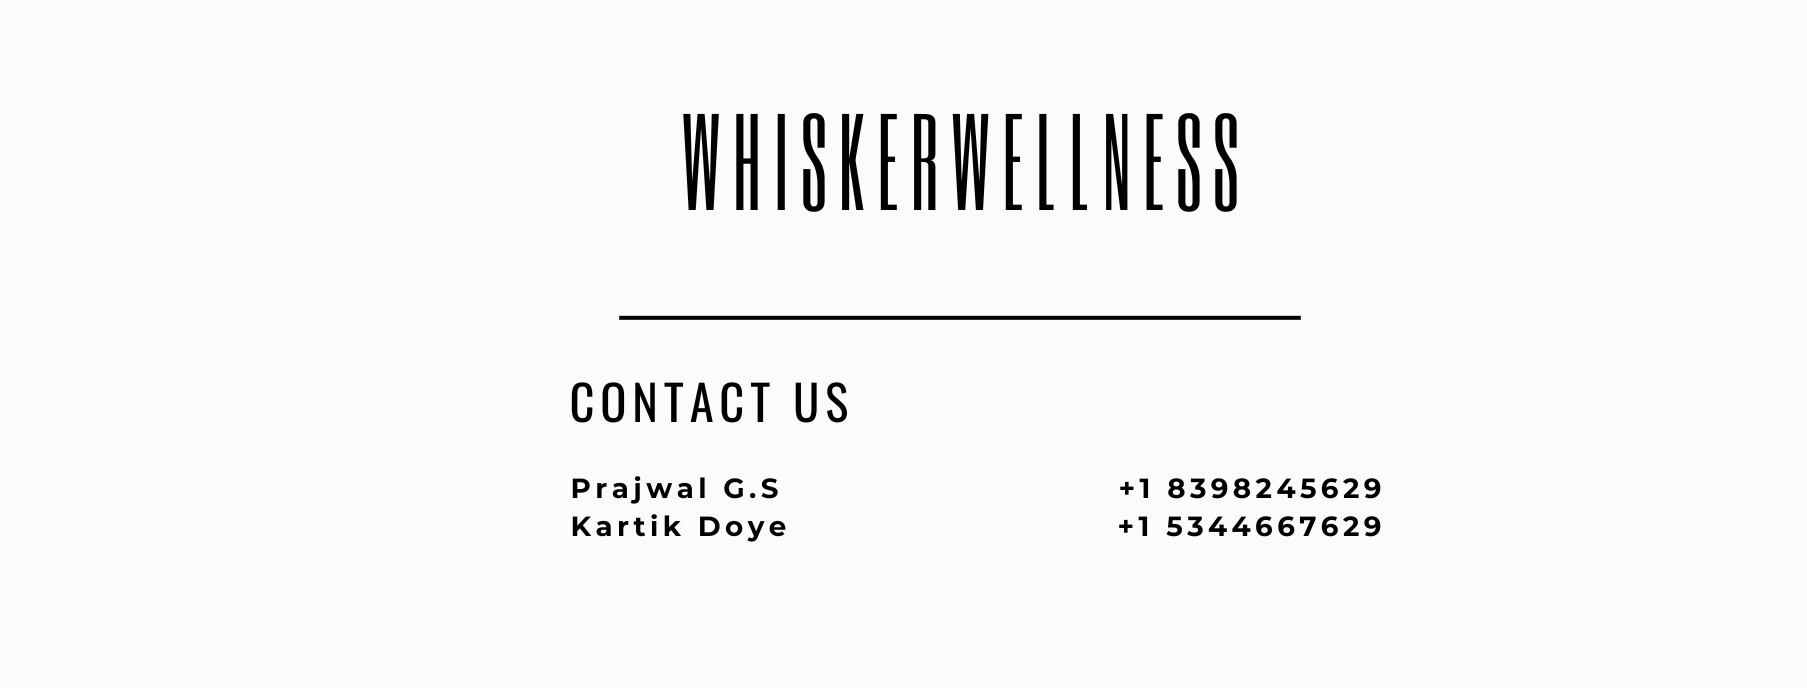 WHISKERWELLNESS
CONTACT US
Prajwal G.S +1 8398245629
Kartik Doye +1 5344667629